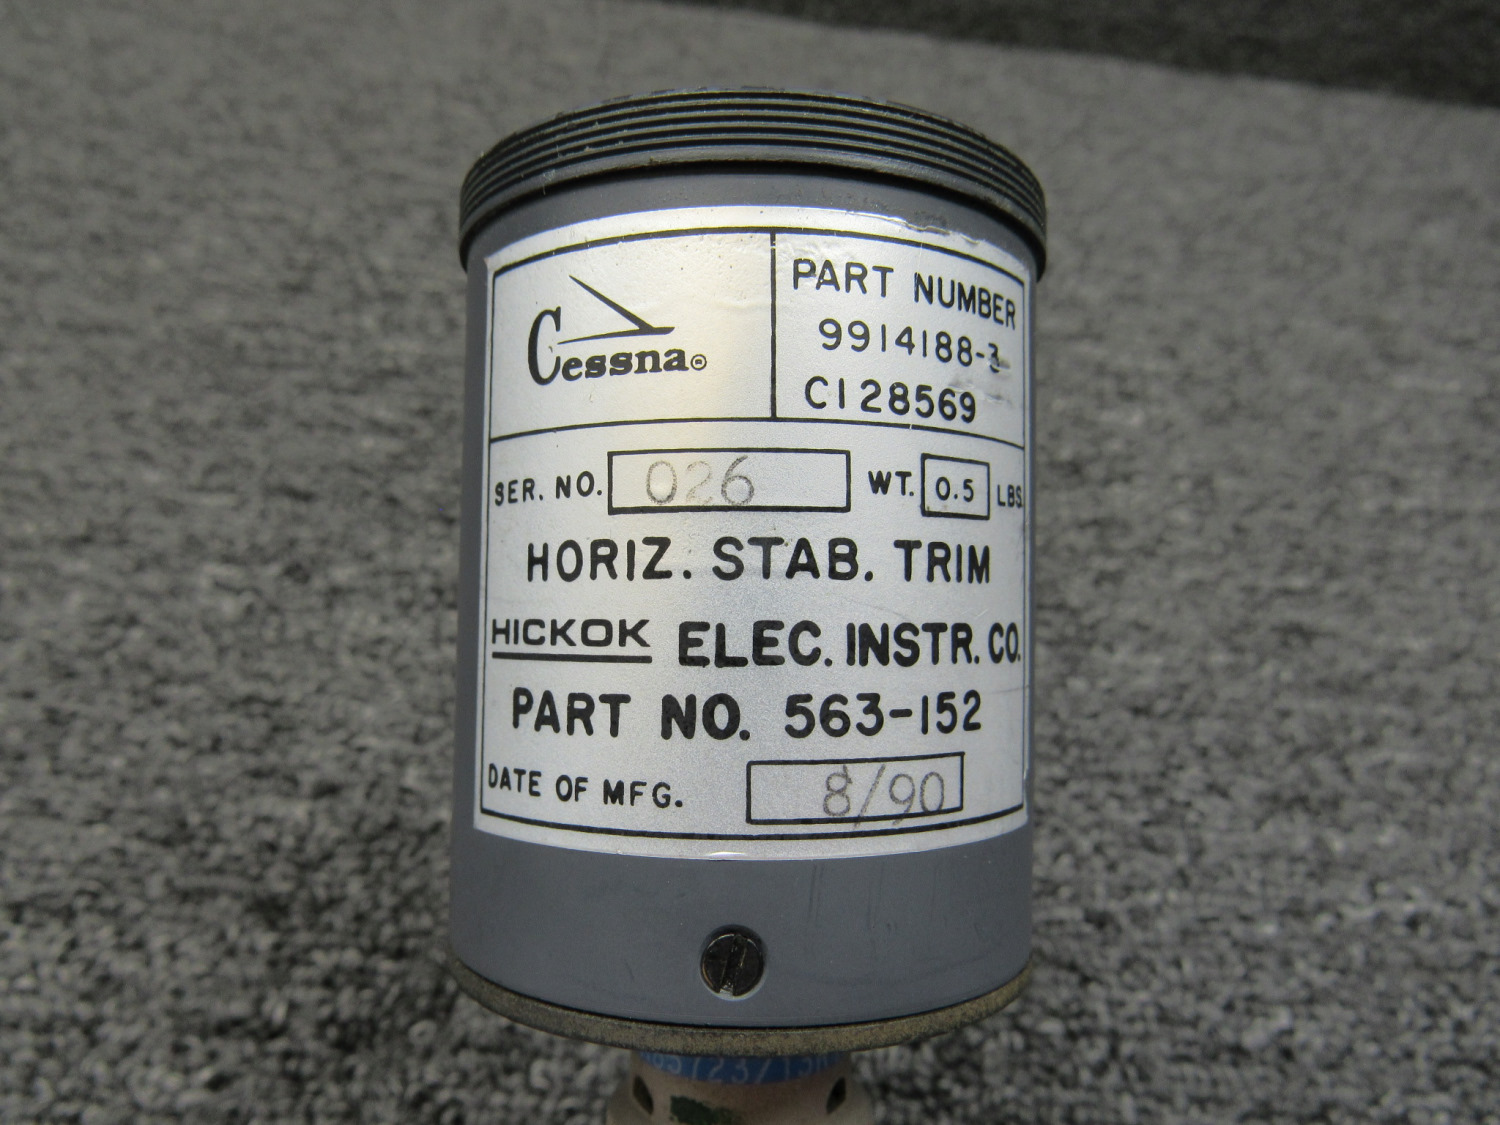 Cessna®
PART NUMBER
9914188-3
C128569
SER. NO. 026 WT. 0.5 LBS.
HORIZ. STAB. TRIM
HICKOK ELEC. INSTR. CO.
PART NO. 563-152
DATE OF MFG. 8/90